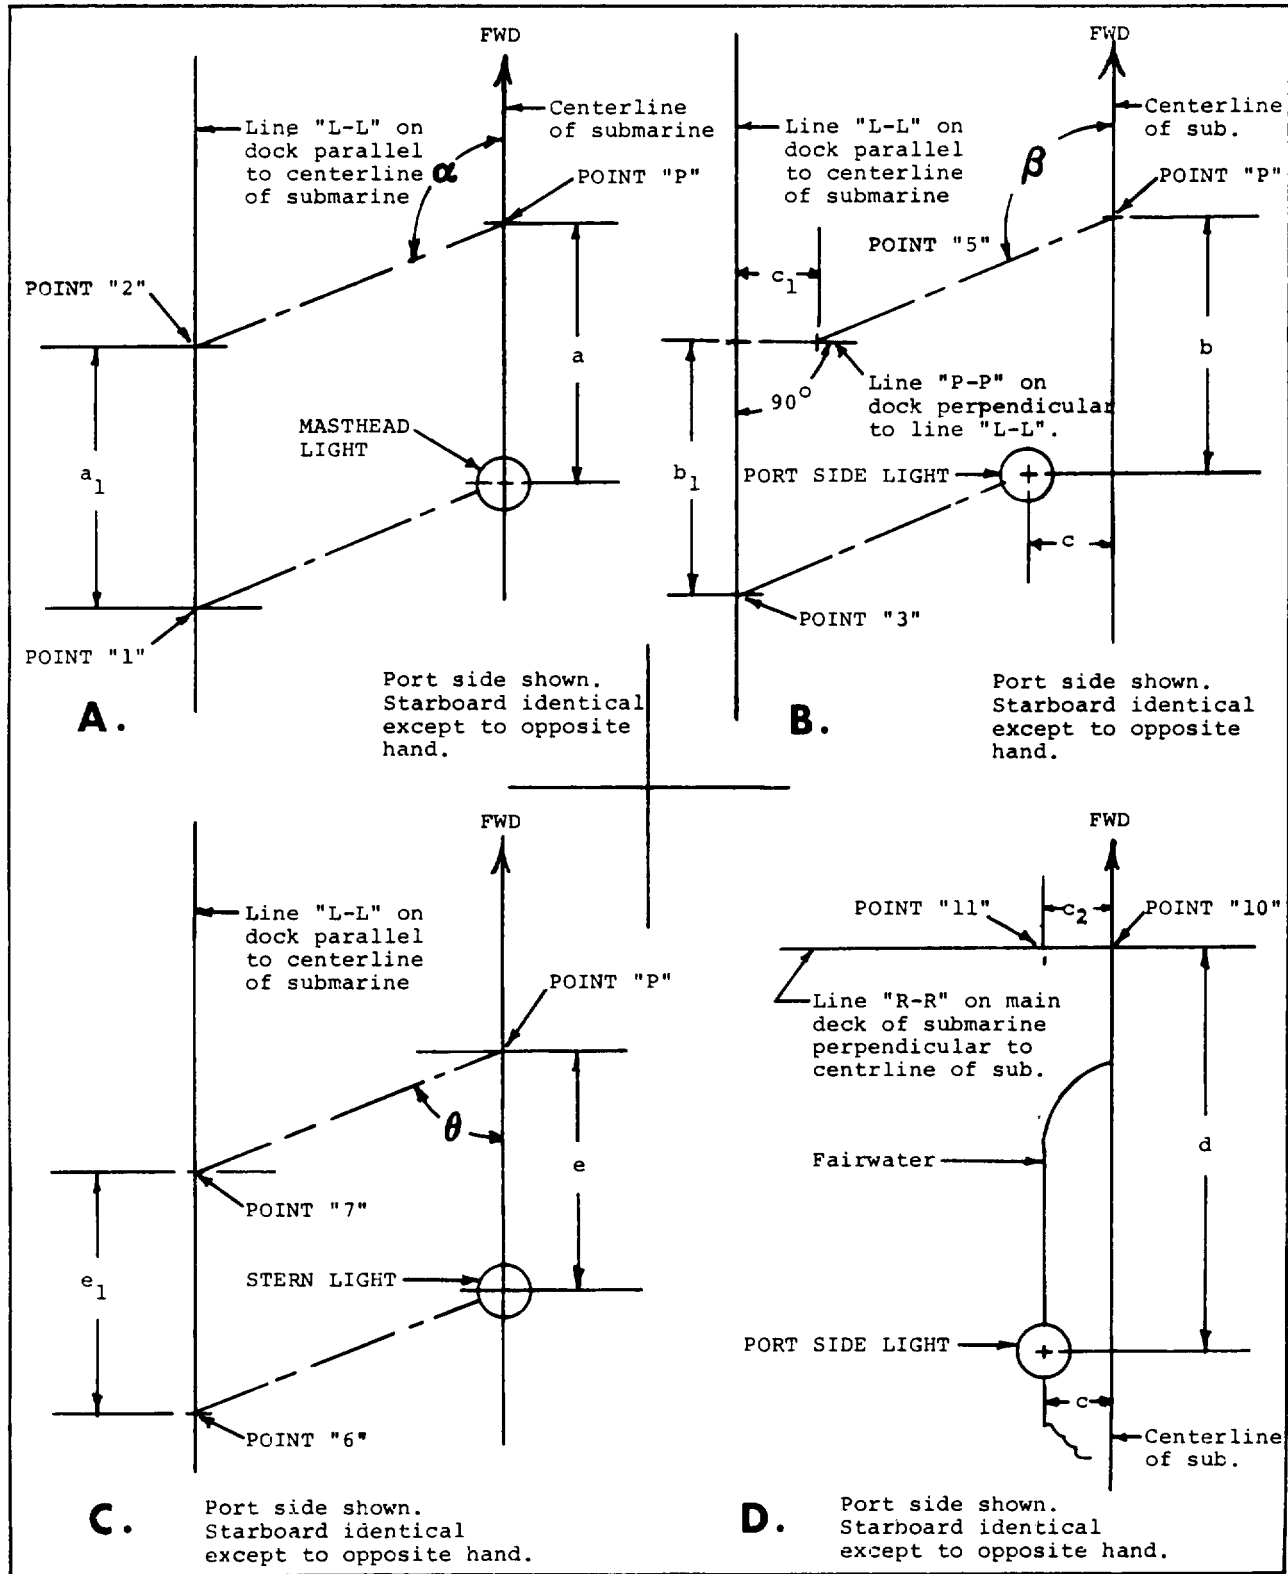 FWD
Centerline
of submarine
Line "L-L" on
dock parallel
to centerline
of submarine
α
POINT "P"
POINT "2"
a
MASTHEAD
LIGHT
a1
POINT "1"
Port side shown.
Starboard identical
except to opposite
hand.
A.
FWD
Centerline
of sub.
Line "L-L" on
dock parallel
to centerline
of submarine
β
POINT "P"
POINT "5"
c1
b
Line "P-P" on
dock perpendicular
to line "L-L".
90°
b1
PORT SIDE LIGHT
c
POINT "3"
Port side shown.
Starboard identical
except to opposite
hand.
B.
FWD
Line "L-L" on
dock parallel
to centerline
of submarine
POINT "P"
θ
e
POINT "7"
e1
STERN LIGHT
POINT "6"
C.
Port side shown.
Starboard identical
except to opposite hand.
FWD
POINT "11"
c2
POINT "10"
Line "R-R" on main
deck of submarine
perpendicular to
centrline of sub.
d
Fairwater
PORT SIDE LIGHT
c
Centerline
of sub.
D.
Port side shown.
Starboard identical
except to opposite hand.